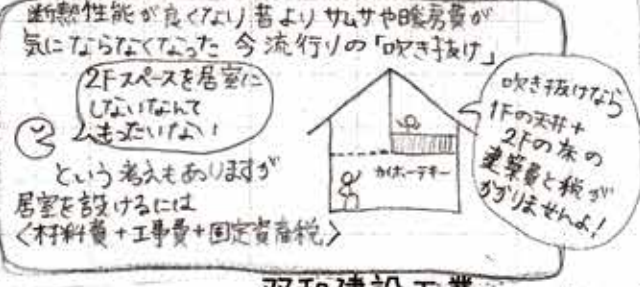 断熱性能が良くなり昔よりサムサや暖房費が
気にならなくなった今流行りの「吹き抜け」
2Fスペースを居室に
しないなんて
もったいない!
という考えもありますが
居室を設けるには
〈材料費+工事費+固定資産税〉
カイホーテキー
吹き抜けなら
1Fの天井+
2Fの床の
建築費と税が
かかりませんよ!